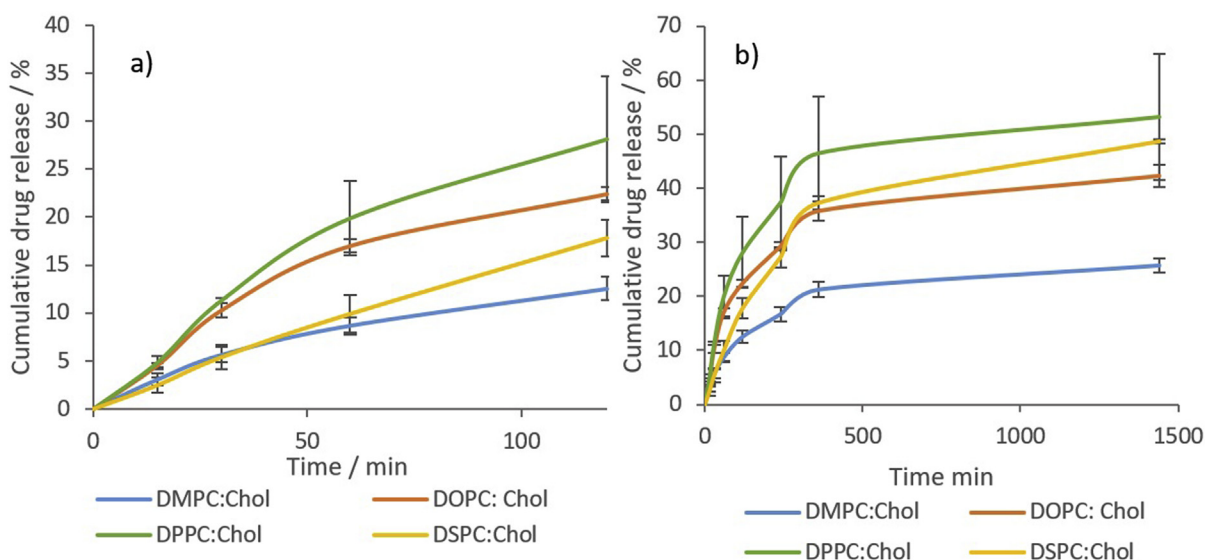 a)
Cumulative drug release / %
40
35
30
25
20
15
10
5
0
0 50 100
Time / min
DMPC:Chol DOPC: Chol
DPPC:Chol DSPC:Chol
b)
Cumulative drug release / %
70
60
50
40
30
20
10
0
0 500 1000 1500
Time min
DMPC:Chol DOPC: Chol
DPPC:Chol DSPC:Chol